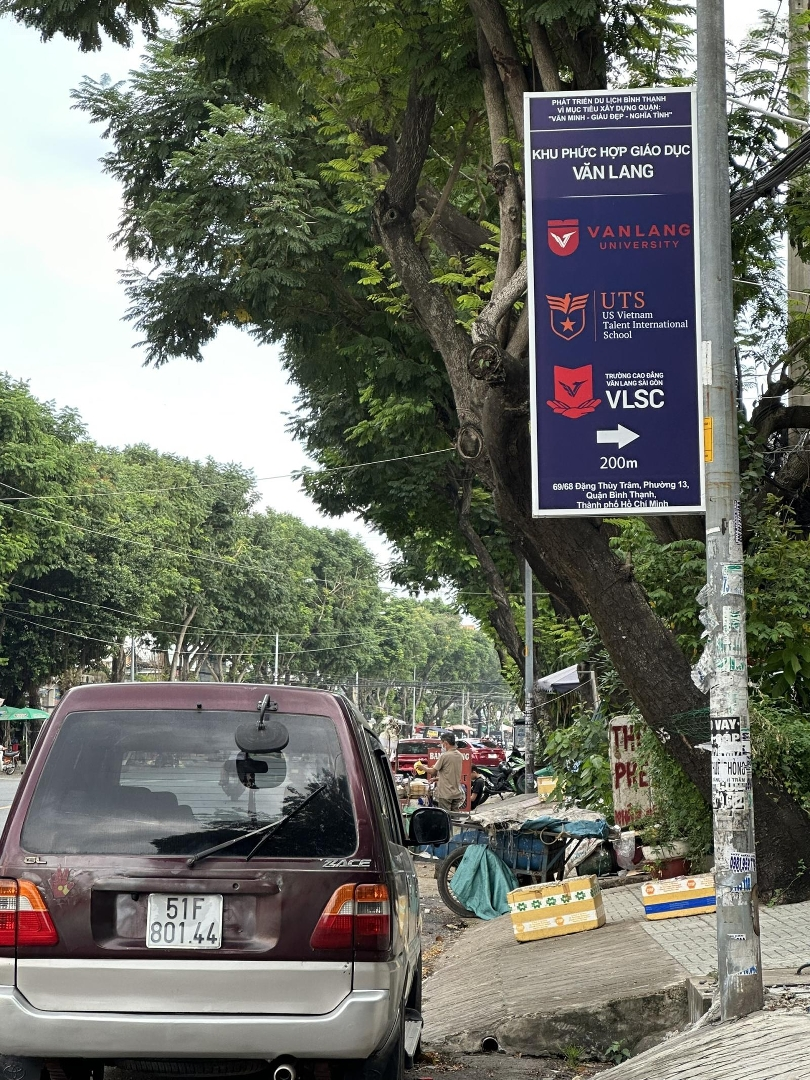 PHÁT TRIỂN DU LỊCH BÌNH THẠNH
VÌ MỤC TIÊU XÂY DỰNG QUẬN:
"VĂN MINH - GIÀU ĐẸP - NGHĨA TÌNH"
KHU PHỨC HỢP GIÁO DỤC
VĂN LANG
VANLANG
UNIVERSITY
UTS
US Vietnam
Talent International
School
TRƯỜNG CAO ĐẲNG
VĂN LANG SÀI GÒN
VLSC
200m
69/68 Đặng Thùy Trâm, Phường 13,
Quận Bình Thạnh,
Thành phố Hồ Chí Minh
ZACE
51F
801.44
VAY